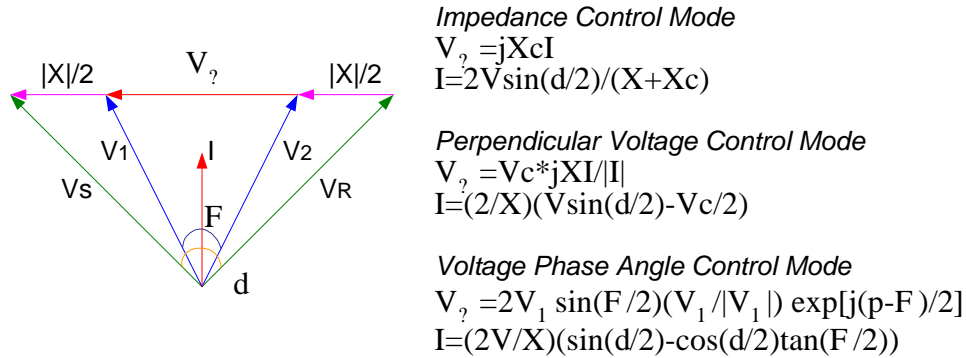 V?
|X|/2
|X|/2
V1
I
V2
Vs
VR
F
d
Impedance Control Mode
V? =jXcI
I=2Vsin(d/2)/(X+Xc)
Perpendicular Voltage Control Mode
V? =Vc*jXI/|I|
I=(2/X)(Vsin(d/2)-Vc/2)
Voltage Phase Angle Control Mode
V? =2V1 sin(F/2)(V1/|V1|) exp[j(p-F)/2]
I=(2V/X)(sin(d/2)-cos(d/2)tan(F/2))